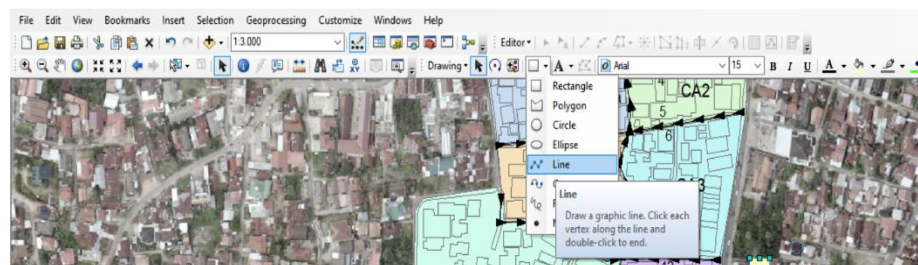 File Edit View Bookmarks Insert Selection Geoprocessing Customize Windows Help
1:3.000 Editor
Drawing A Arial 15 B I U A
Rectangle
Polygon
Circle
Ellipse
Line
Line
Draw a graphic line. Click each
vertex along the line and
double-click to end.
4
CA2
5
6